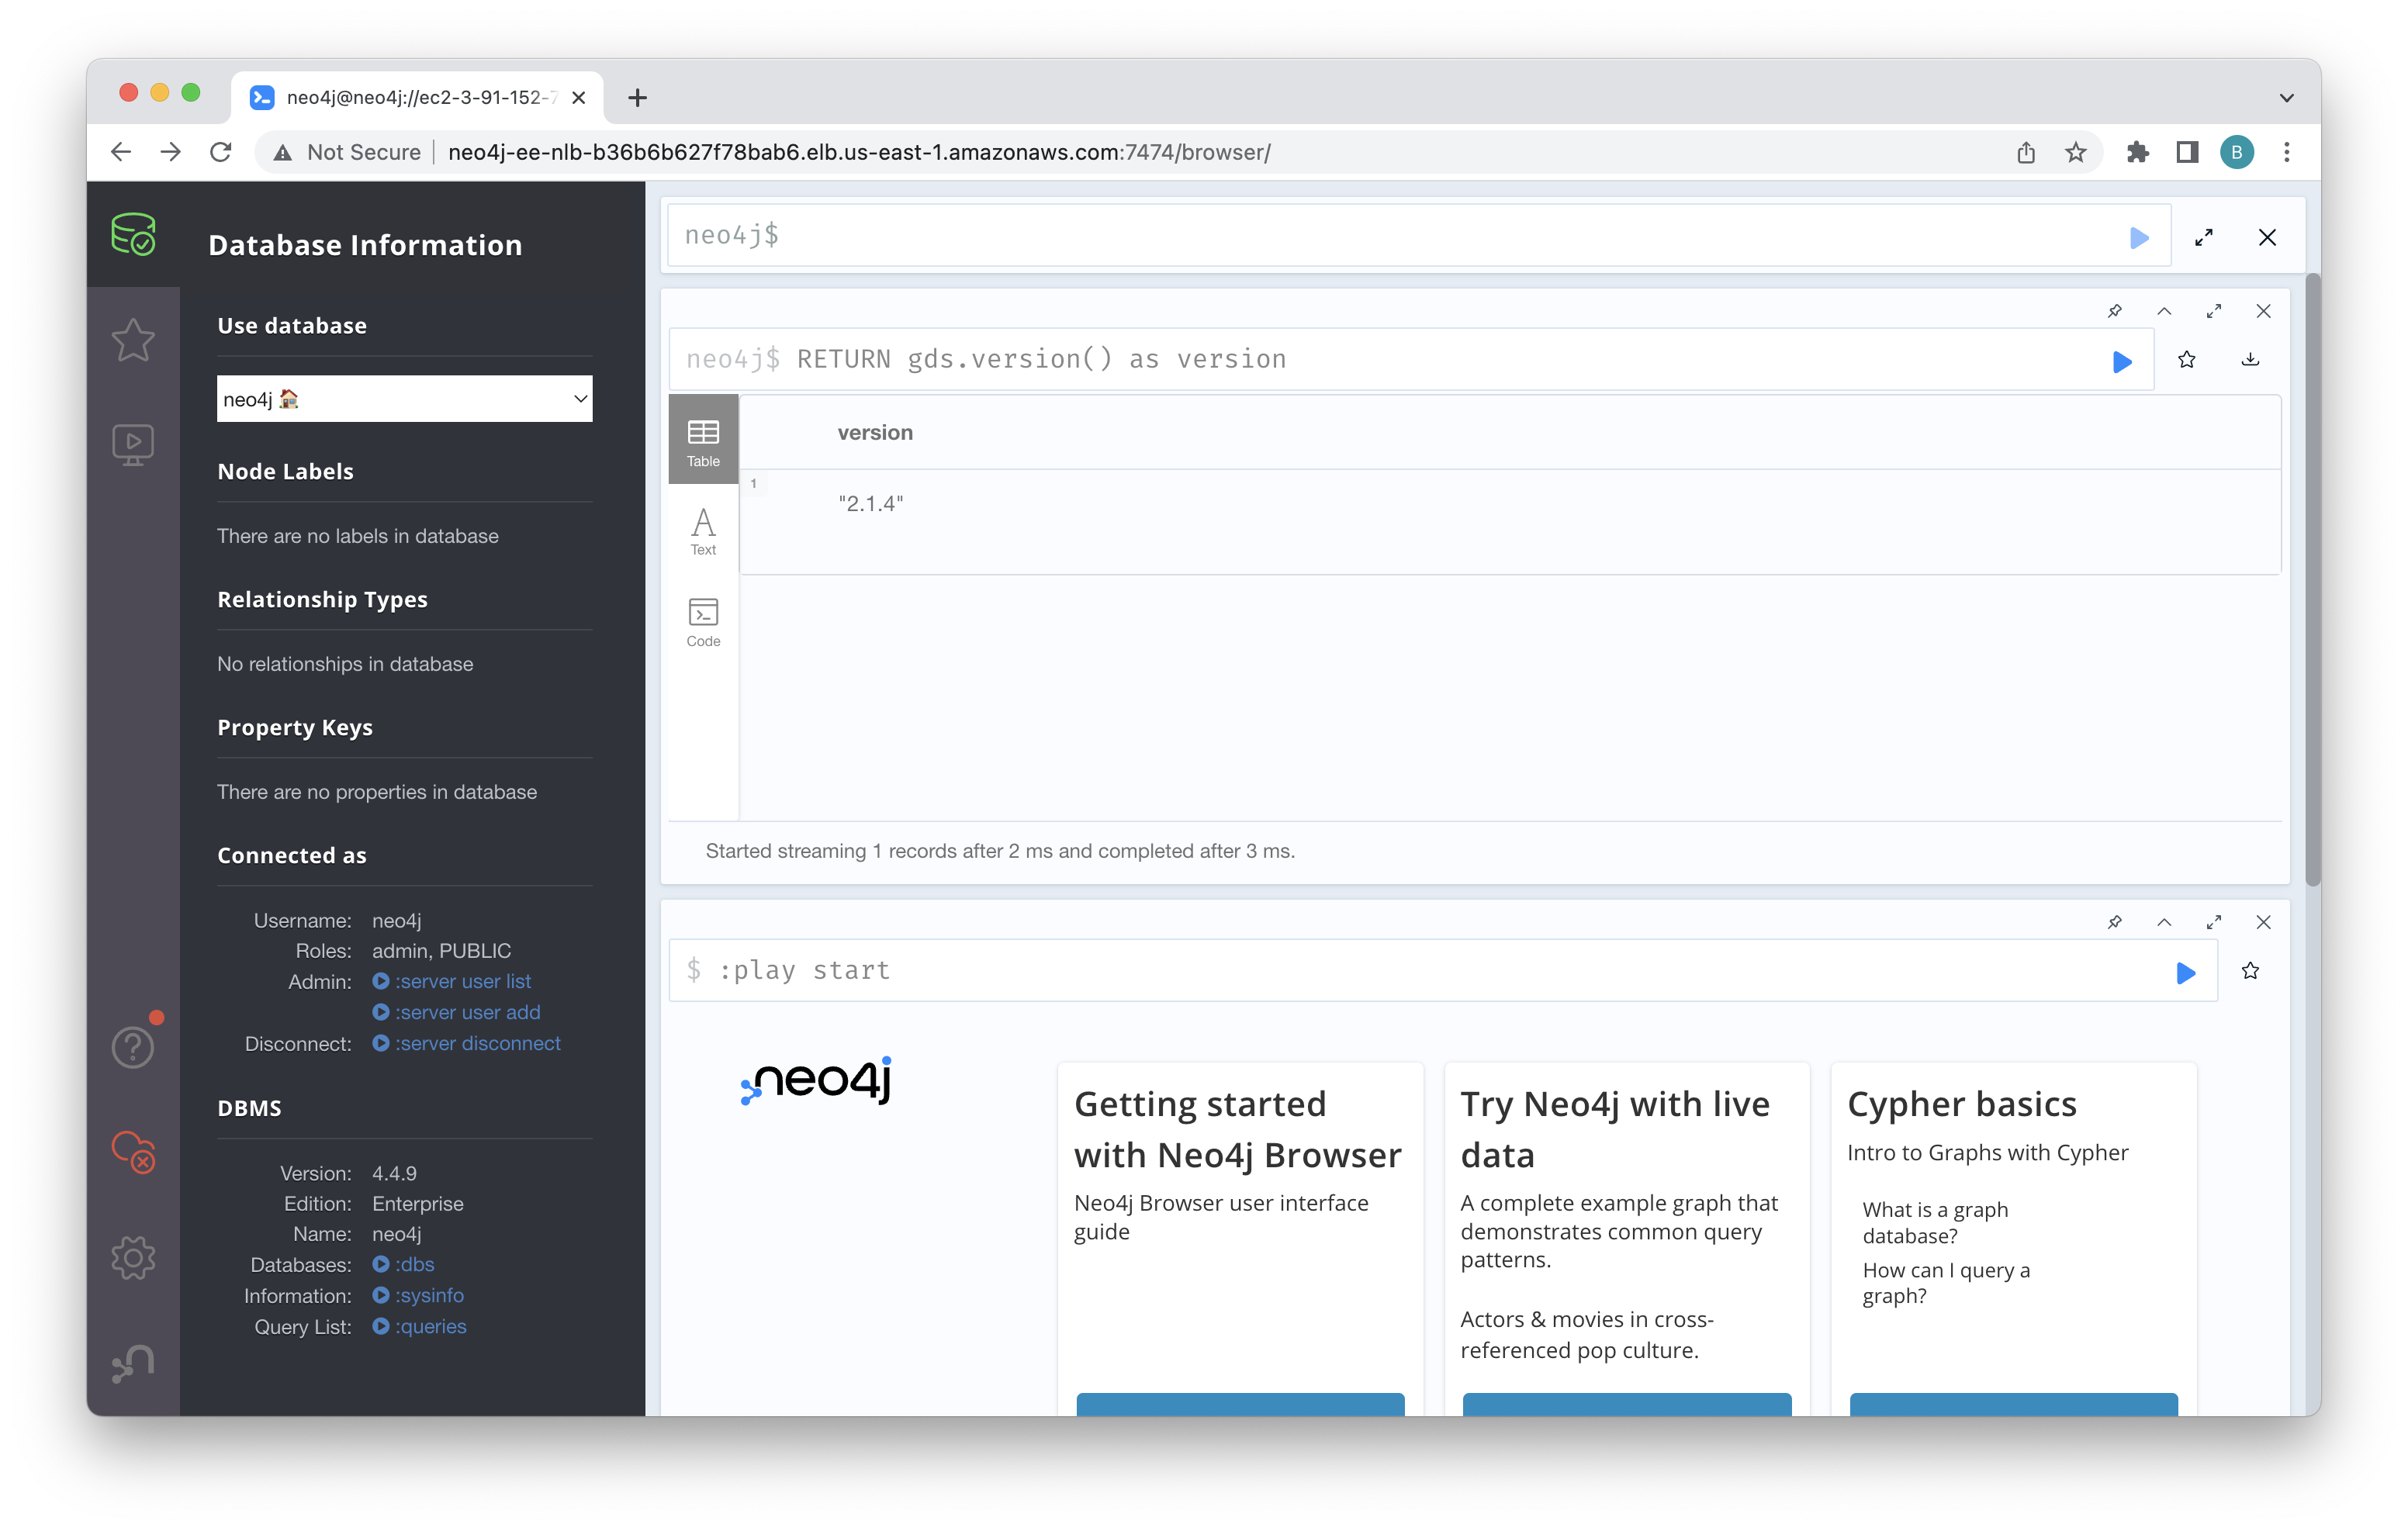 neo4j@neo4j://ec2-3-91-152-7
Not Secure
neo4j-ee-nlb-b36b6b627f78bab6.elb.us-east-1.amazonaws.com:7474/browser/
B
Database Information
Use database
neo4j
Node Labels
There are no labels in database
Relationship Types
No relationships in database
Property Keys
There are no properties in database
Connected as
Username: neo4j
Roles: admin, PUBLIC
Admin: :server user list
:server user add
Disconnect: :server disconnect
DBMS
Version: 4.4.9
Edition: Enterprise
Name: neo4j
Databases: :dbs
Information: :sysinfo
Query List: :queries
neo4j$
neo4j$ RETURN gds.version() as version
Table
Text
Code
version
1
"2.1.4"
Started streaming 1 records after 2 ms and completed after 3 ms.
$ :play start
neo4j
Getting started
with Neo4j Browser
Neo4j Browser user interface
guide
Try Neo4j with live
data
A complete example graph that
demonstrates common query
patterns.
Actors & movies in cross-
referenced pop culture.
Cypher basics
Intro to Graphs with Cypher
What is a graph
database?
How can I query a
graph?